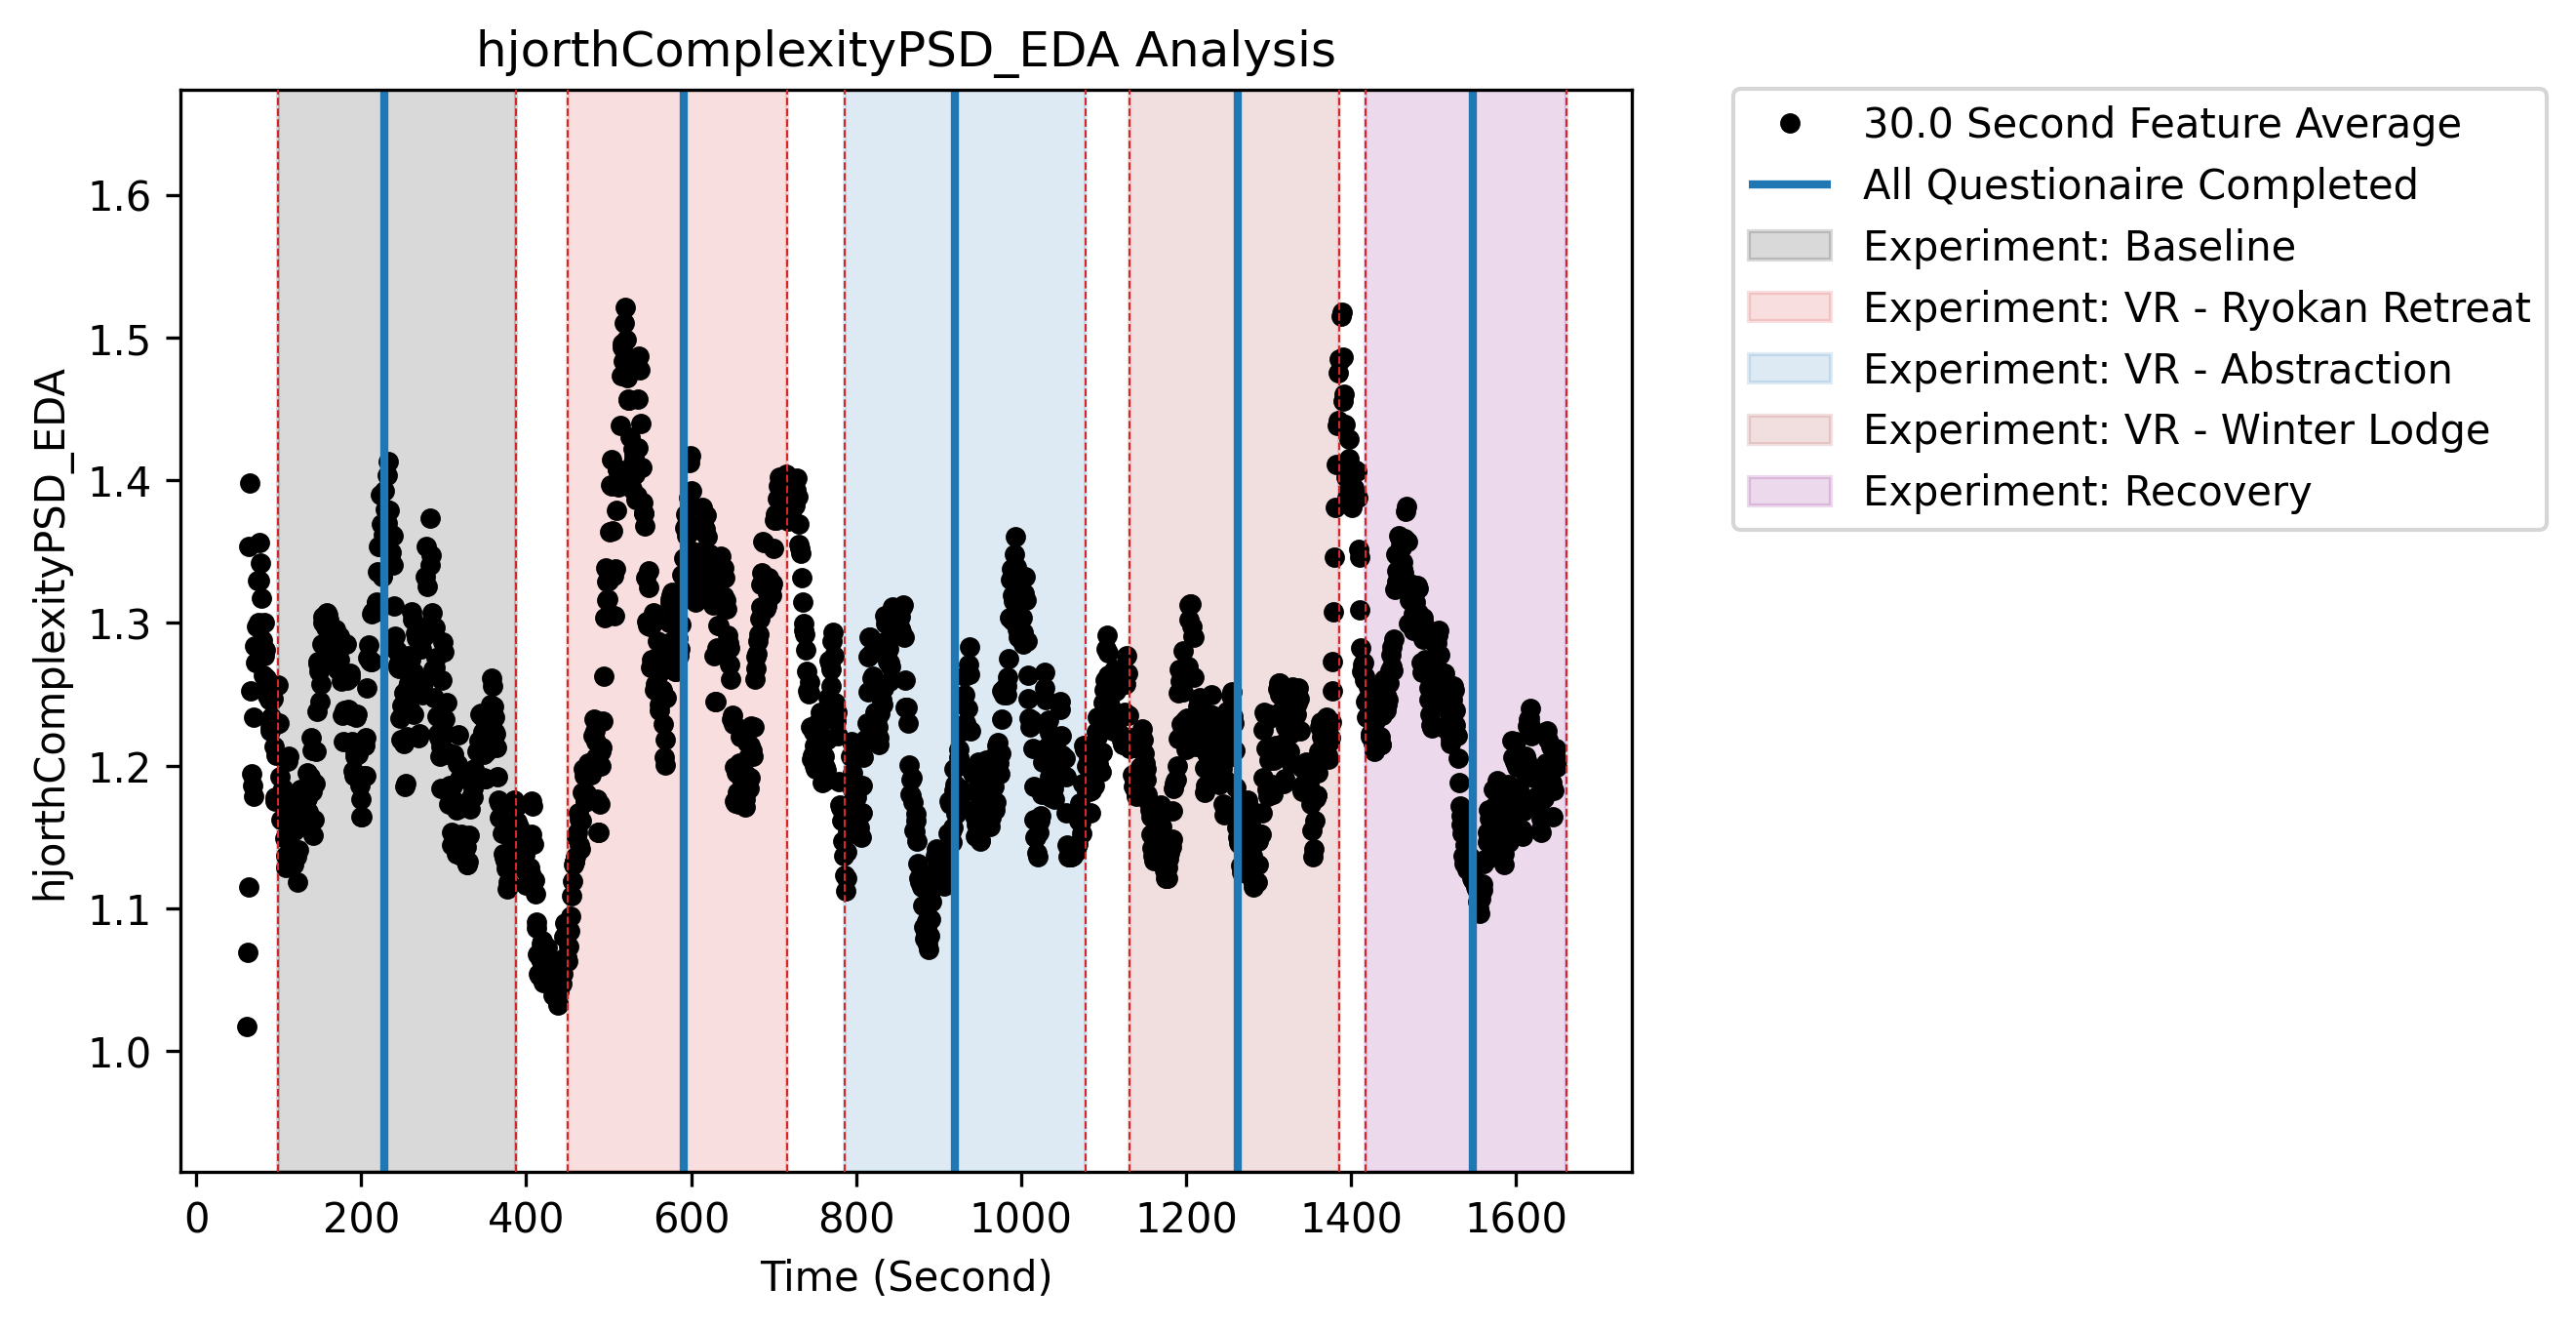 hjorthComplexityPSD_EDA Analysis
hjorthComplexityPSD_EDA
1.6
1.5
1.4
1.3
1.2
1.1
1.0
0 200 400 600 800 1000 1200 1400 1600
Time (Second)
30.0 Second Feature Average
All Questionaire Completed
Experiment: Baseline
Experiment: VR - Ryokan Retreat
Experiment: VR - Abstraction
Experiment: VR - Winter Lodge
Experiment: Recovery